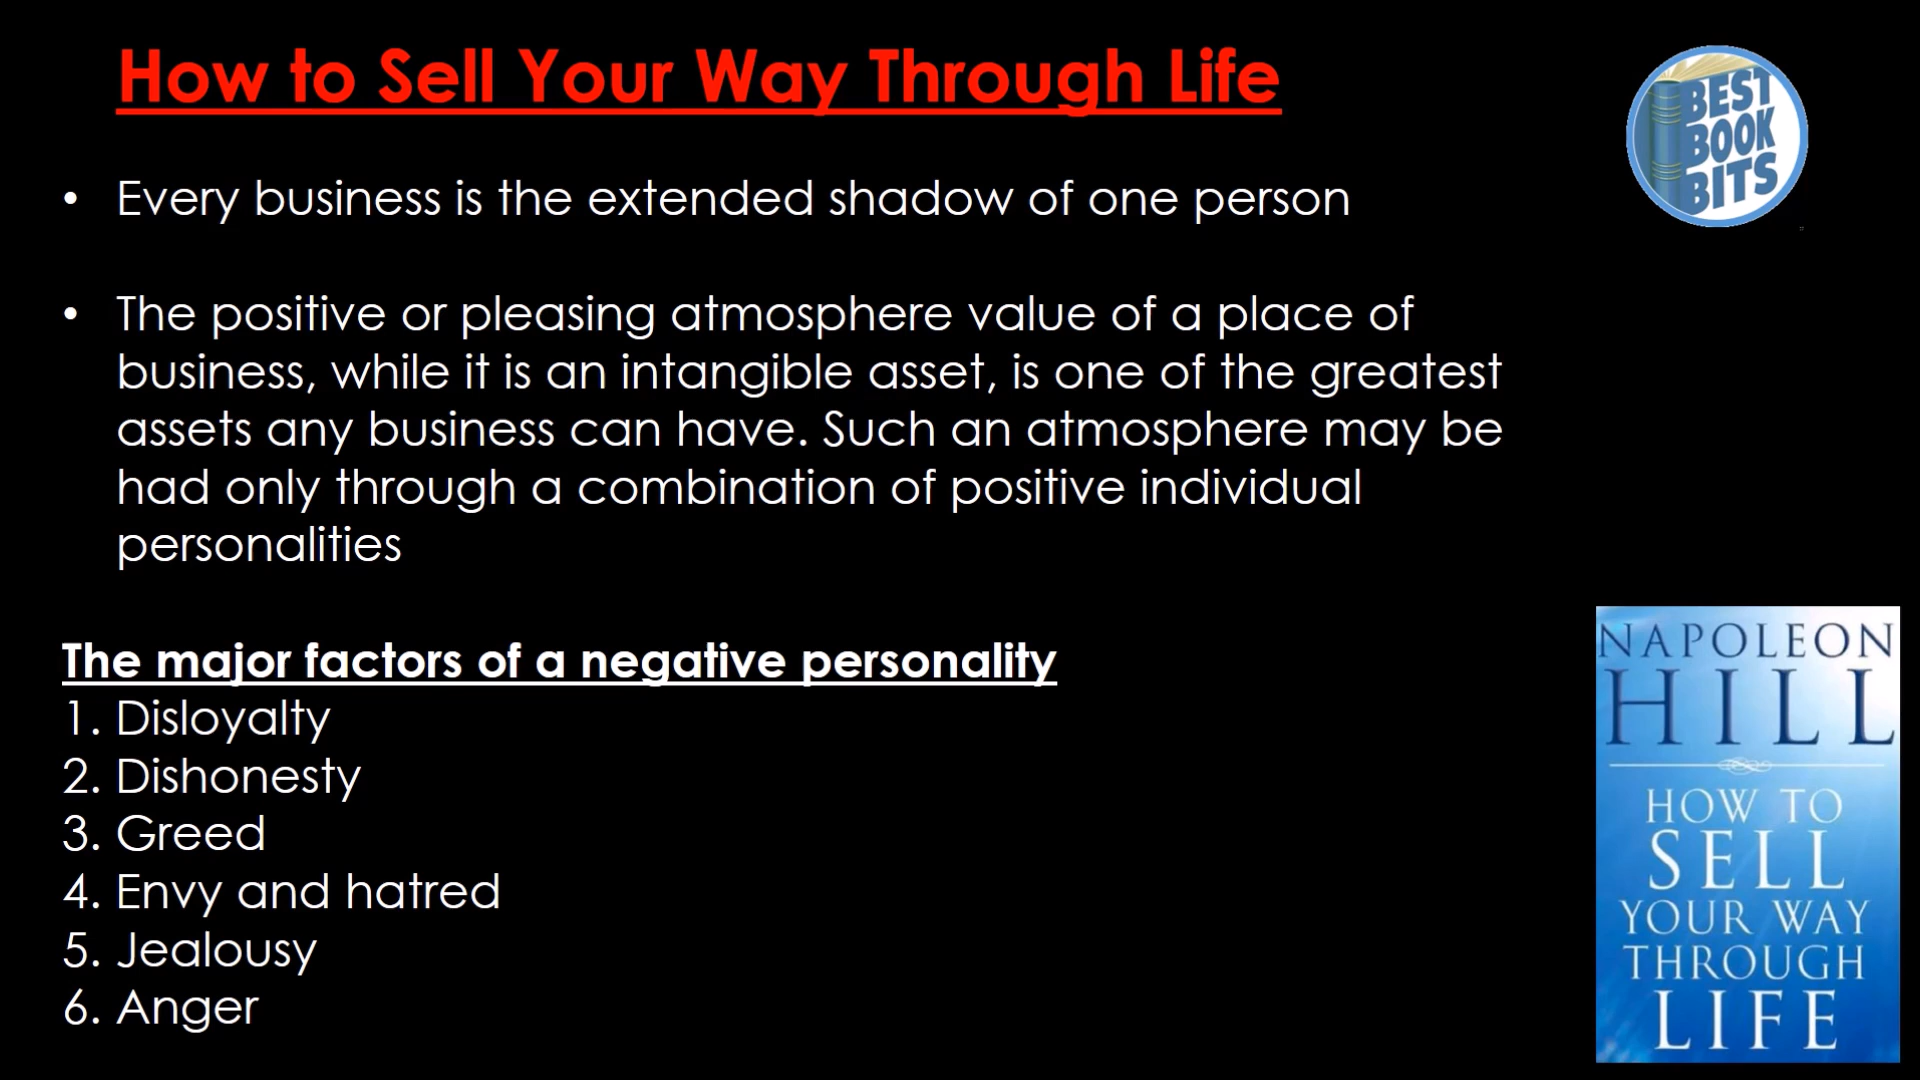 How to Sell Your Way Through Life
BEST
BOOK
BITS
• Every business is the extended shadow of one person
• The positive or pleasing atmosphere value of a place of
business, while it is an intangible asset, is one of the greatest
assets any business can have. Such an atmosphere may be
had only through a combination of positive individual
personalities
The major factors of a negative personality
1. Disloyalty
2. Dishonesty
3. Greed
4. Envy and hatred
5. Jealousy
6. Anger
NAPOLEON
HILL
HOW TO
SELL
YOUR WAY
THROUGH
LIFE